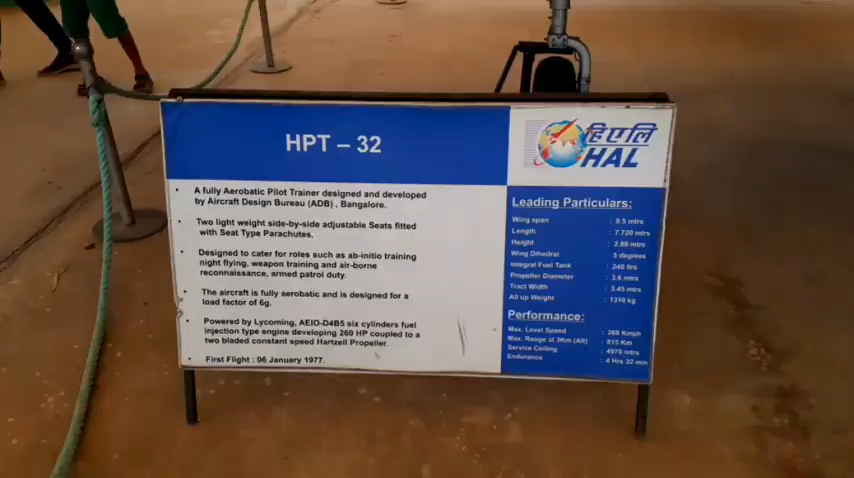 HPT – 32
हिएलि
HAL
• A fully Aerobatic Pilot Trainer designed and developed
by Aircraft Design Bureau (ADB) , Bangalore.
• Two light weight side-by-side adjustable Seats fitted
with Seat Type Parachutes.
• Designed to cater for roles such as ab-initio training
night flying, weapon training and air-borne
reconnaissance, armed patrol duty.
• The aircraft is fully aerobatic and is designed for a
load factor of 6g.
• Powered by Lycoming, AEIO-D4B5 six cylinders fuel
injection type engine developing 260 HP coupled to a
two bladed constant speed Hartzell Propeller.
• First Flight : 06 January 1977.
Leading Particulars:
Wing span : 9.5 mtrs
Length : 7.720 mtrs
Height : 2.88 mtrs
Wing Dihedral : 5 degrees
Integral Fuel Tank : 240 ltrs
Propeller Diameter : 3.6 mtrs
Tract Width : 3.45 mtrs
All up Weight : 1310 kg
Performance:
Max. Level Speed : 268 Kmph
Max. Range at 3Km (Alt) : 815 Km
Service Ceiling : 4970 mtrs
Endurance : 4 Hrs 32 min